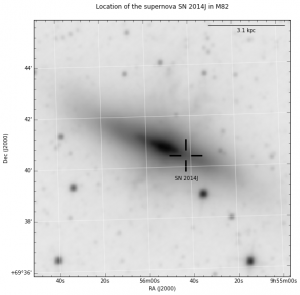 Location of the supernova SN 2014J in M82
3.1 kpc
44'
42'
40'
38'
+69°36'
Dec (J2000)
SN 2014J
40s 20s 56m00s 40s 20s 9h55m00s
RA (J2000)